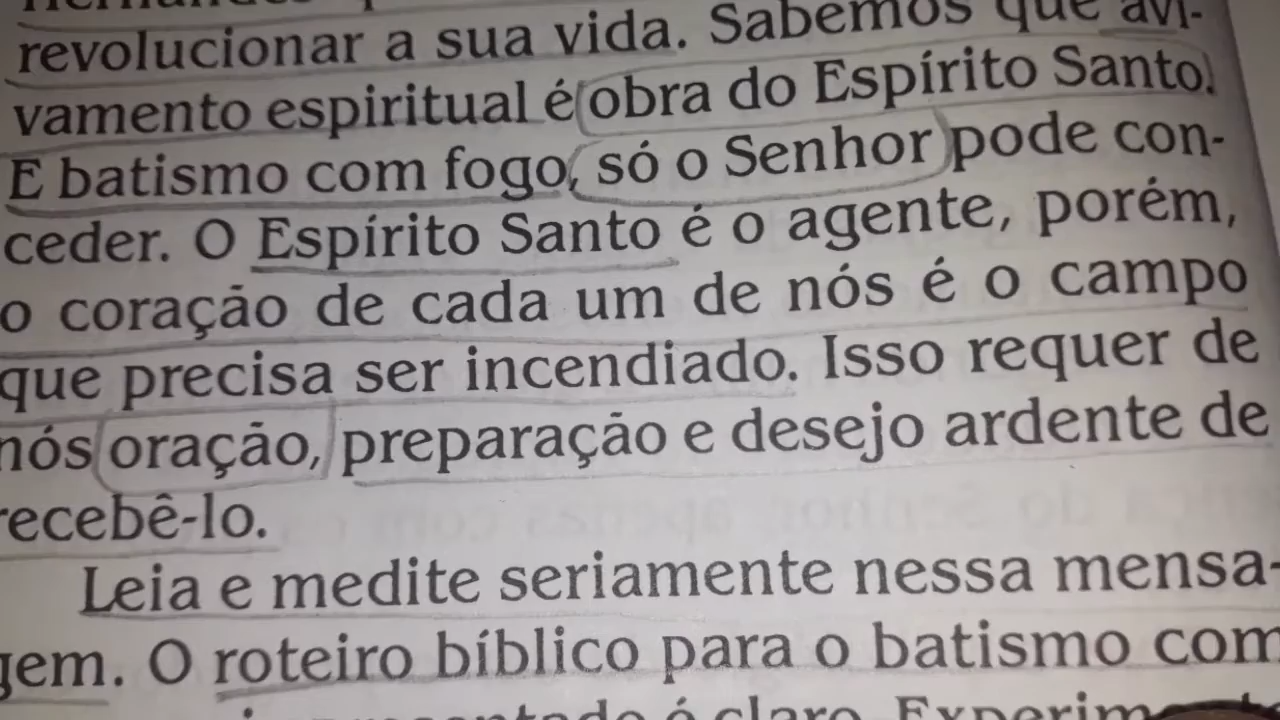 revolucionar a sua vida. Sabemos que avi-
vamento espiritual é obra do Espírito Santo.
E batismo com fogo, só o Senhor pode con-
ceder. O Espírito Santo é o agente, porém,
o coração de cada um de nós é o campo
que precisa ser incendiado. Isso requer de
nós oração, preparação e desejo ardente de
recebê-lo.
Leia e medite seriamente nessa mensa-
gem. O roteiro bíblico para o batismo com
é claro.